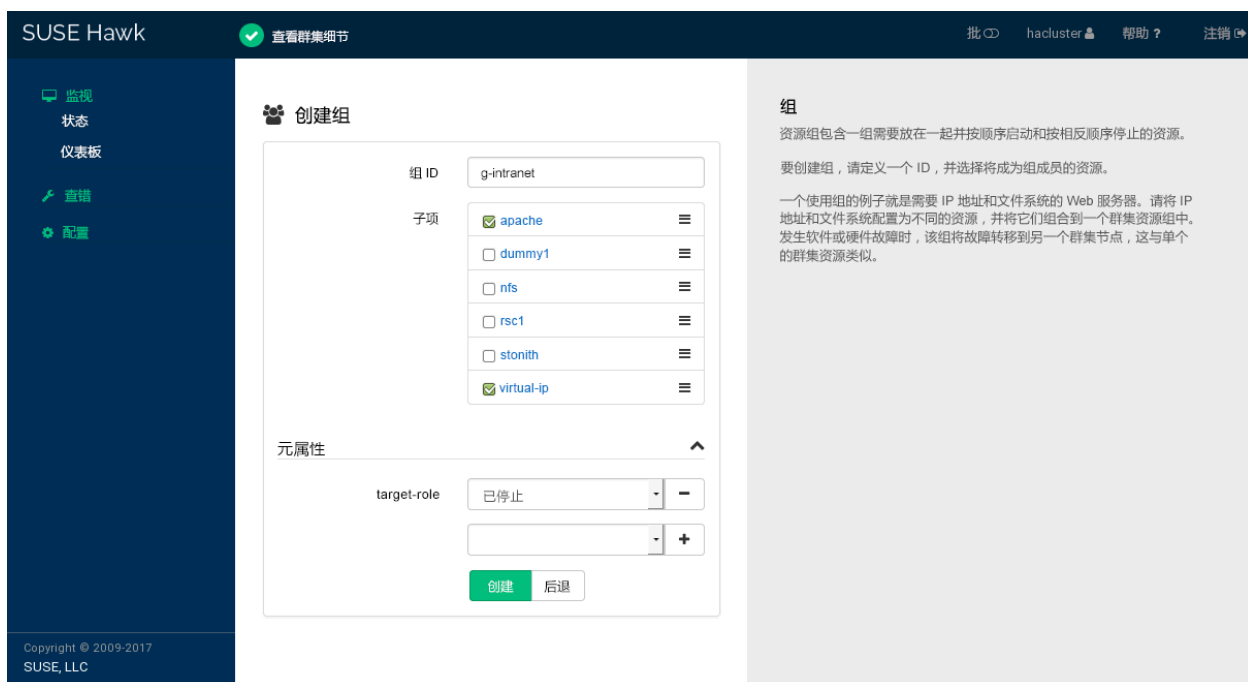 SUSE Hawk
查看群集细节
批
hacluster
帮助 ?
注销
监视
状态
仪表板
查错
配置
创建组
组 ID
g-intranet
子项
apache
dummy1
nfs
rsc1
stonith
virtual-ip
元属性
target-role
已停止
创建
后退
组
资源组包含一组需要放在一起并按顺序启动和按相反顺序停止的资源。
要创建组，请定义一个 ID，并选择将成为组成员的资源。
一个使用组的例子就是需要 IP 地址和文件系统的 Web 服务器。请将 IP
地址和文件系统配置为不同的资源，并将它们组合到一个群集资源组中。
发生软件或硬件故障时，该组将故障转移到另一个群集节点，这与单个
的群集资源类似。
Copyright © 2009-2017
SUSE, LLC